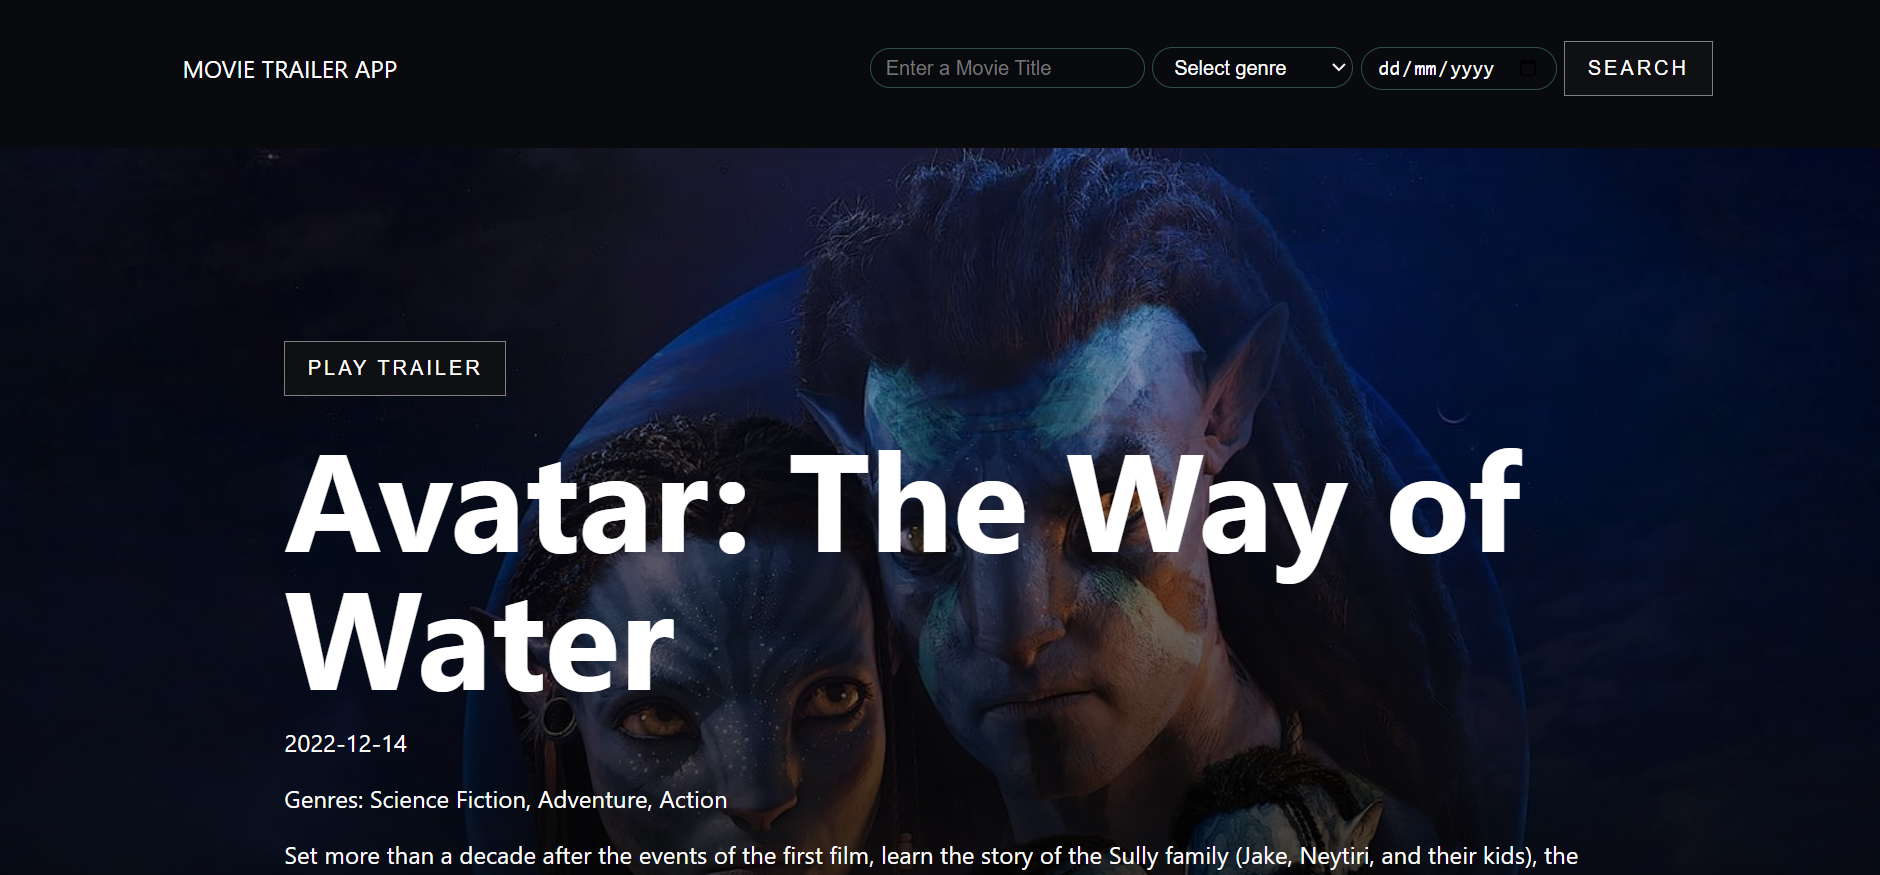 MOVIE TRAILER APP
Enter a Movie Title
Select genre
dd/mm/yyyy
SEARCH
PLAY TRAILER
Avatar: The Way of
Water
2022-12-14
Genres: Science Fiction, Adventure, Action
Set more than a decade after the events of the first film, learn the story of the Sully family (Jake, Neytiri, and their kids), the